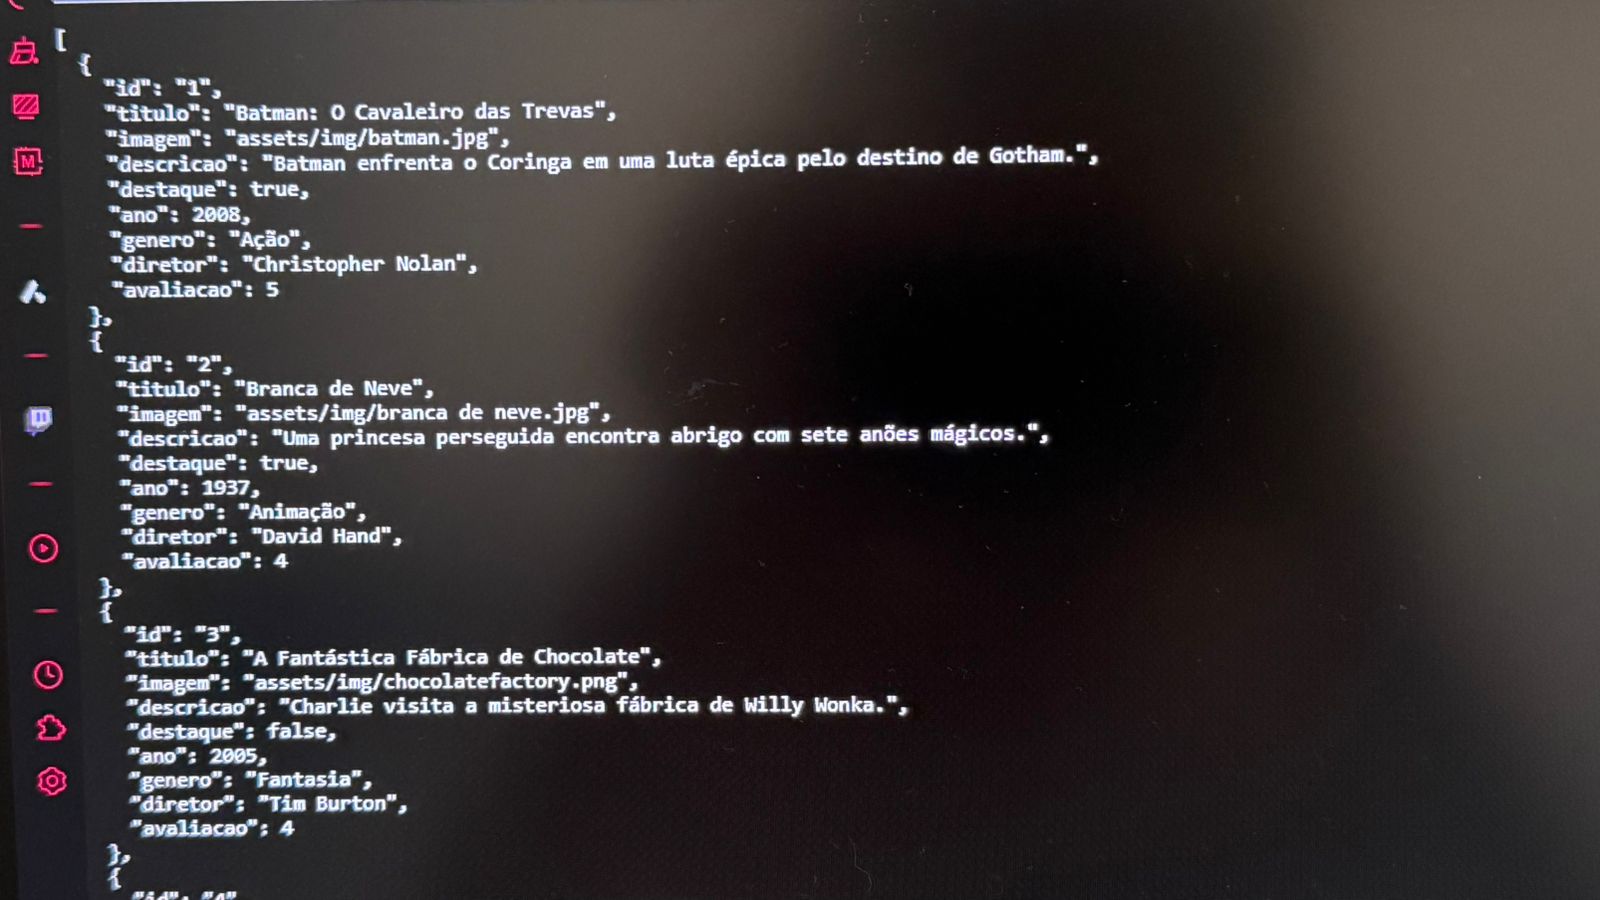 [
{
"id": "1",
"titulo": "Batman: O Cavaleiro das Trevas",
"imagem": "assets/img/batman.jpg",
"descricao": "Batman enfrenta o Coringa em uma luta épica pelo destino de Gotham.",
"destaque": true,
"ano": 2008,
"genero": "Ação",
"diretor": "Christopher Nolan",
"avaliacao": 5
},
{
"id": "2",
"titulo": "Branca de Neve",
"imagem": "assets/img/branca de neve.jpg",
"descricao": "Uma princesa perseguida encontra abrigo com sete anões mágicos.",
"destaque": true,
"ano": 1937,
"genero": "Animação",
"diretor": "David Hand",
"avaliacao": 4
},
{
"id": "3",
"titulo": "A Fantástica Fábrica de Chocolate",
"imagem": "assets/img/chocolatefactory.png",
"descricao": "Charlie visita a misteriosa fábrica de Willy Wonka.",
"destaque": false,
"ano": 2005,
"genero": "Fantasia",
"diretor": "Tim Burton",
"avaliacao": 4
},
{
"id": "4"
M